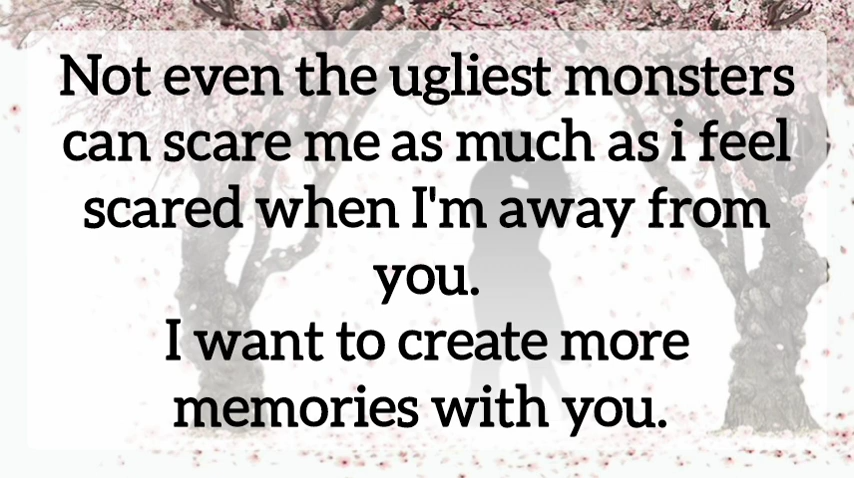 Not even the ugliest monsters
can scare me as much as i feel
scared when I'm away from
you.
I want to create more
memories with you.